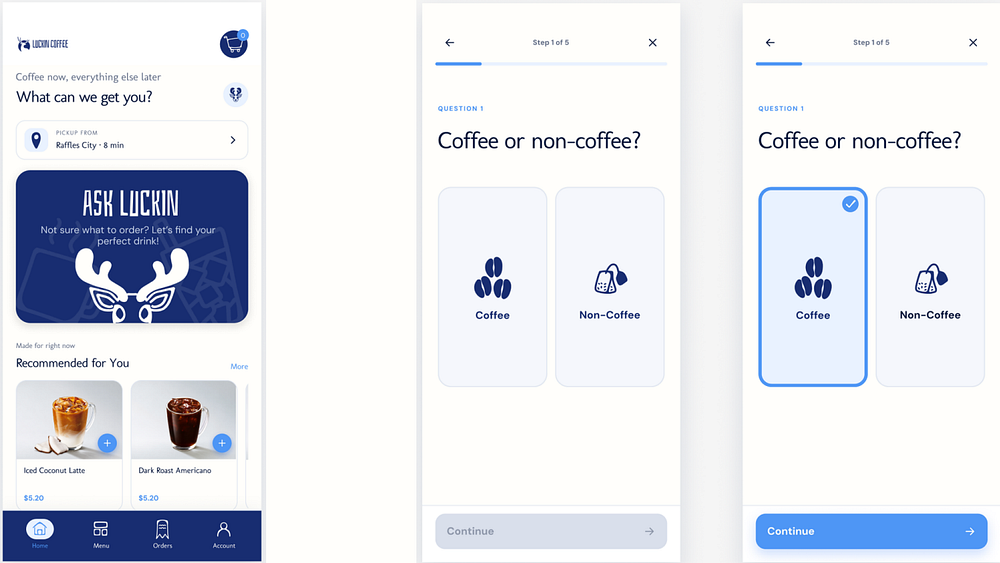 LUCKIN COFFEE
0
Coffee now, everything else later
What can we get you?
PICKUP FROM
Raffles City · 8 min
ASK LUCKIN
Not sure what to order? Let's find your
perfect drink!
Made for right now
Recommended for You
More
Iced Coconut Latte
$5.20
Dark Roast Americano
$5.20
Home
Menu
Orders
Account
Step 1 of 5
QUESTION 1
Coffee or non-coffee?
Coffee
Non-Coffee
Continue
Step 1 of 5
QUESTION 1
Coffee or non-coffee?
Coffee
Non-Coffee
Continue